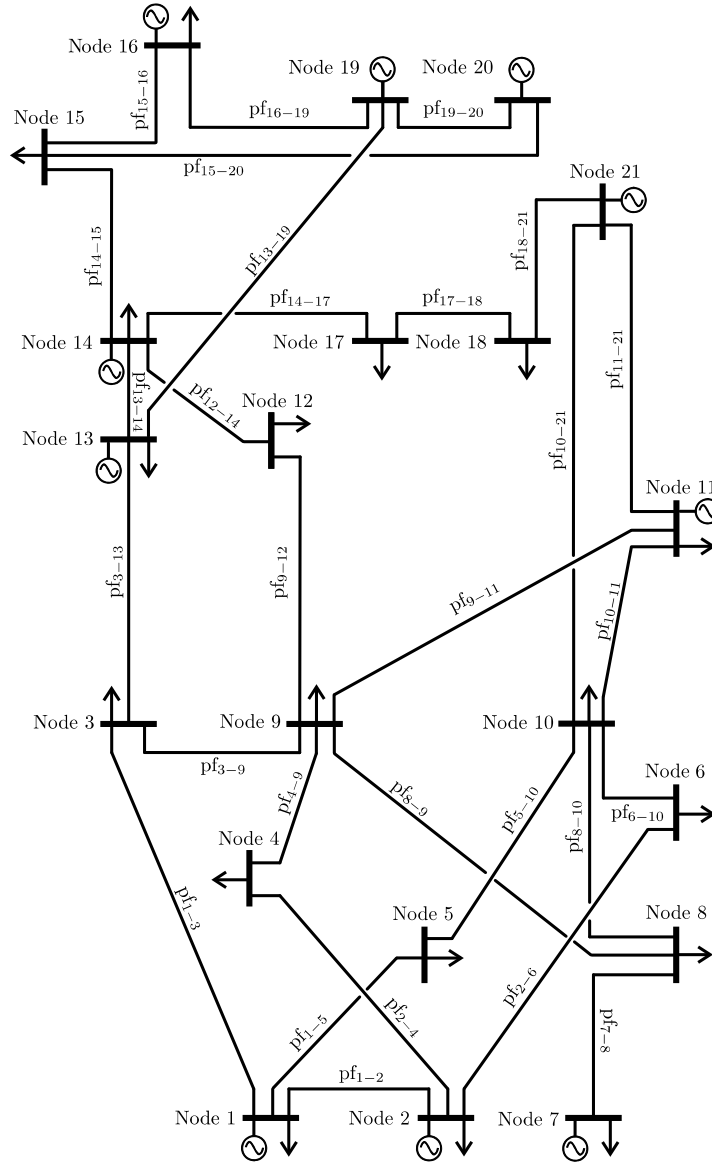 Node 16
Node 19
Node 20
pf15−16
pf16−19
pf19−20
Node 15
pf15−20
Node 21
pf14−15
pf13−19
pf18−21
pf14−17
pf17−18
Node 14
Node 17
Node 18
pf11−21
pf13−14
pf12−14
Node 12
Node 13
pf10−21
Node 11
pf3−13
pf9−12
pf9−11
pf10−11
Node 3
Node 9
Node 10
pf3−9
pf4−9
pf8−9
pf5−10
pf8−10
Node 6
pf6−10
Node 4
pf1−3
Node 5
Node 8
pf1−5
pf2−4
pf2−6
pf7−8
pf1−2
Node 1
Node 2
Node 7